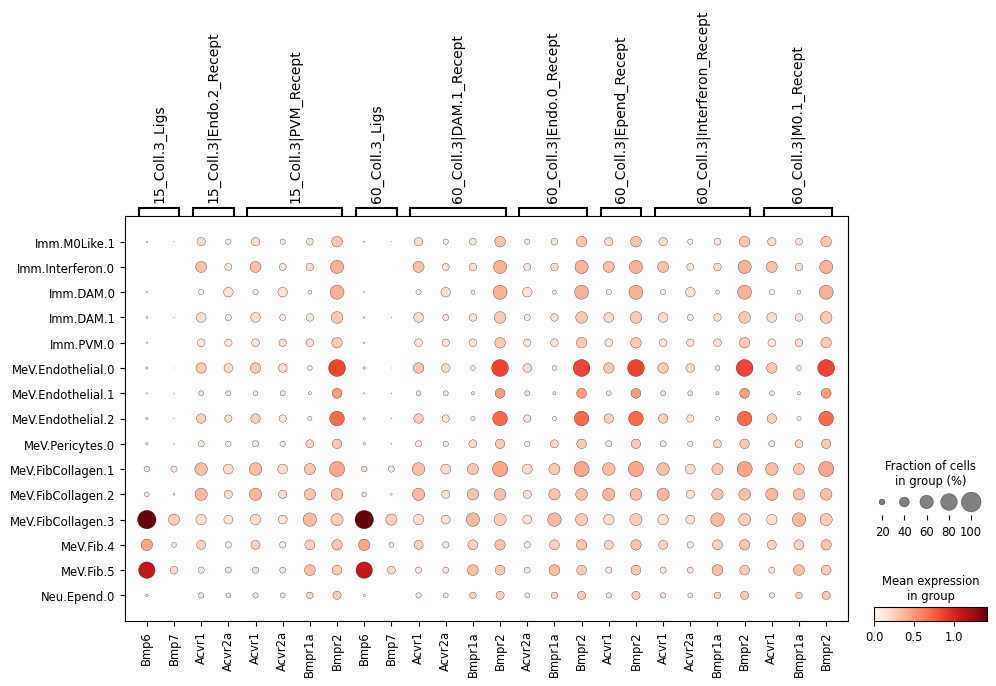 15_Coll.3_Ligs
15_Coll.3|Endo.2_Recept
15_Coll.3|PVM_Recept
60_Coll.3_Ligs
60_Coll.3|DAM.1_Recept
60_Coll.3|Endo.0_Recept
60_Coll.3|Epend_Recept
60_Coll.3|Interferon_Recept
60_Coll.3|M0.1_Recept
Imm.M0Like.1
Imm.Interferon.0
Imm.DAM.0
Imm.DAM.1
Imm.PVM.0
MeV.Endothelial.0
MeV.Endothelial.1
MeV.Endothelial.2
MeV.Pericytes.0
MeV.FibCollagen.1
MeV.FibCollagen.2
MeV.FibCollagen.3
MeV.Fib.4
MeV.Fib.5
Neu.Epend.0
Bmp6
Bmp7
Acvr1
Acvr2a
Acvr1
Acvr2a
Bmpr1a
Bmpr2
Bmp6
Bmp7
Acvr1
Acvr2a
Bmpr1a
Bmpr2
Acvr2a
Bmpr1a
Bmpr2
Acvr1
Bmpr2
Acvr1
Acvr2a
Bmpr1a
Bmpr2
Acvr1
Bmpr1a
Bmpr2
Fraction of cells
in group (%)
20 40 60 80 100
Mean expression
in group
0.0 0.5 1.0